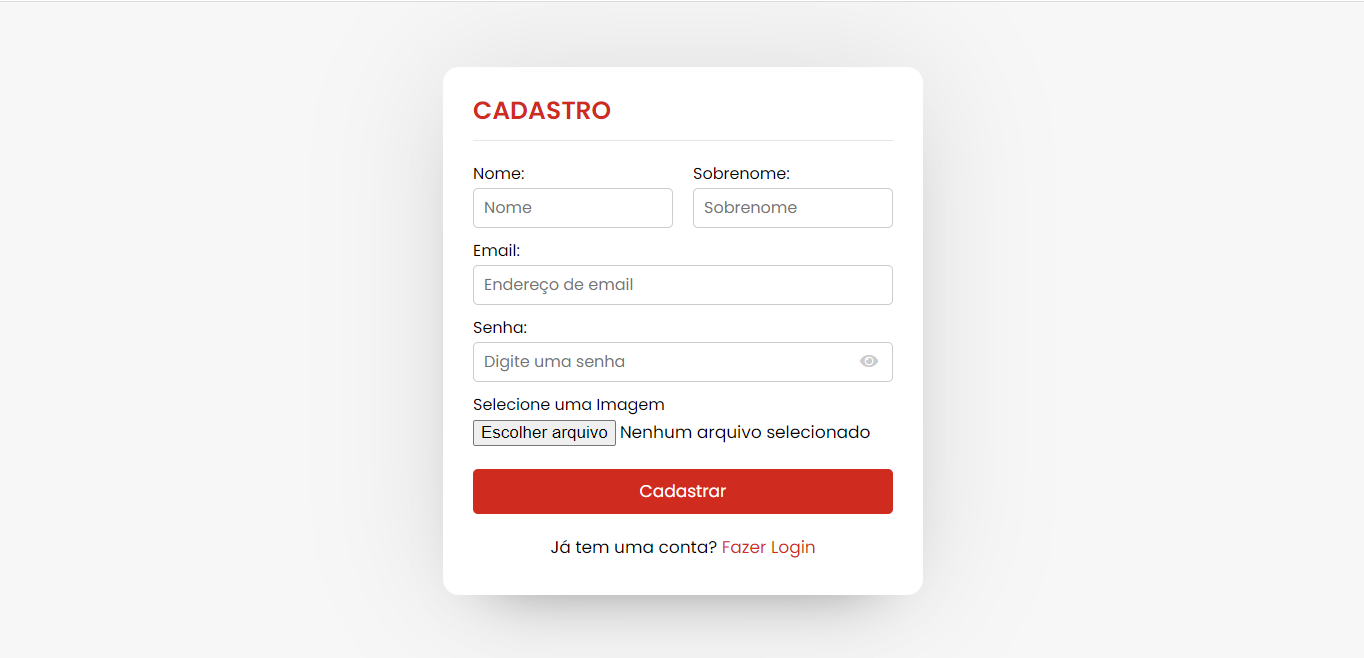 CADASTRO
Nome: Sobrenome:
Nome Sobrenome
Email:
Endereço de email
Senha:
Digite uma senha
Selecione uma Imagem
Escolher arquivo Nenhum arquivo selecionado
Cadastrar
Já tem uma conta? Fazer Login